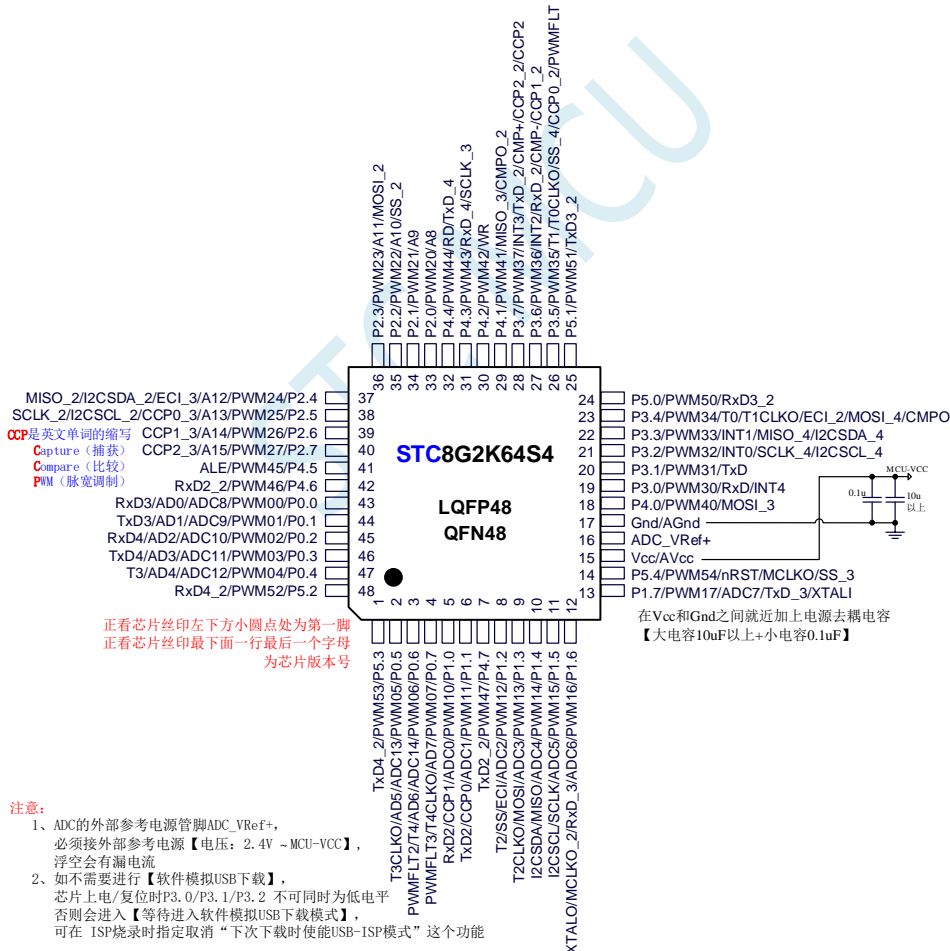 STCMCU
P2.3/PWM23/A11/MOSI_2
P2.2/PWM22/A10/SS_2
P2.1/PWM21/A9
P2.0/PWM20/A8
P4.4/PWM44/RD/TxD_4
P4.3/PWM43/RxD_4/SCLK_3
P4.2/PWM42/WR
P4.1/PWM41/MISO_3/CMPO_2
P3.7/PWM37/INT3/TxD_2/CMP+/CCP2_2/CCP2
P3.6/PWM36/INT2/RxD_2/CMP-/CCP1_2
P3.5/PWM35/T1/T0CLKO/SS_4/CCP0_2/PWMFLT
P5.1/PWM51/TxD3_2
36 35 34 33 32 31 30 29 28 27 26 25
MISO_2/I2CSDA_2/ECI_3/A12/PWM24/P2.4 37
SCLK_2/I2CSCL_2/CCP0_3/A13/PWM25/P2.5 38
CCP1_3/A14/PWM26/P2.6 39
CCP2_3/A15/PWM27/P2.7 40
ALE/PWM45/P4.5 41
RxD2_2/PWM46/P4.6 42
RxD3/AD0/ADC8/PWM00/P0.0 43
TxD3/AD1/ADC9/PWM01/P0.1 44
RxD4/AD2/ADC10/PWM02/P0.2 45
TxD4/AD3/ADC11/PWM03/P0.3 46
T3/AD4/ADC12/PWM04/P0.4 47
RxD4_2/PWM52/P5.2 48
CCP是英文单词的缩写
Capture（捕获）
Compare（比较）
PWM（脉宽调制）
STC8G2K64S4
LQFP48
QFN48
24 P5.0/PWM50/RxD3_2
23 P3.4/PWM34/T0/T1CLKO/ECI_2/MOSI_4/CMPO
22 P3.3/PWM33/INT1/MISO_4/I2CSDA_4
21 P3.2/PWM32/INT0/SCLK_4/I2CSCL_4
20 P3.1/PWM31/TxD
19 P3.0/PWM30/RxD/INT4
18 P4.0/PWM40/MOSI_3
17 Gnd/AGnd
16 ADC_VRef+
15 Vcc/AVcc
14 P5.4/PWM54/nRST/MCLKO/SS_3
13 P1.7/PWM17/ADC7/TxD_3/XTALI
MCU-VCC
0.1u
10u
以上
在Vcc和Gnd之间就近加上电源去耦电容
【大电容10uF以上+小电容0.1uF】
正看芯片丝印左下方小圆点处为第一脚
正看芯片丝印最下面一行最后一个字母
为芯片版本号
1 2 3 4 5 6 7 8 9 10 11 12
TxD4_2/PWM53/P5.3
T3CLKO/AD5/ADC13/PWM05/P0.5
PWMFLT2/T4/AD6/ADC14/PWM06/P0.6
PWMFLT3/T4CLKO/AD7/PWM07/P0.7
RxD2/CCP1/ADC0/PWM10/P1.0
TxD2/CCP0/ADC1/PWM11/P1.1
TxD2_2/PWM47/P4.7
T2/SS/ECI/ADC2/PWM12/P1.2
T2CLKO/MOSI/ADC3/PWM13/P1.3
I2CSDA/MISO/ADC4/PWM14/P1.4
I2CSCL/SCLK/ADC5/PWM15/P1.5
XTALO/MCLKO_2/RxD_3/ADC6/PWM16/P1.6
注意：
1、ADC的外部参考电源管脚ADC_VRef+，
必须接外部参考电源【电压：2.4V ～MCU-VCC】，
浮空会有漏电流
2、如不需要进行【软件模拟USB下载】，
芯片上电/复位时P3.0/P3.1/P3.2 不可同时为低电平
否则会进入【等待进入软件模拟USB下载模式】，
可在 ISP烧录时指定取消“下次下载时使能USB-ISP模式”这个功能